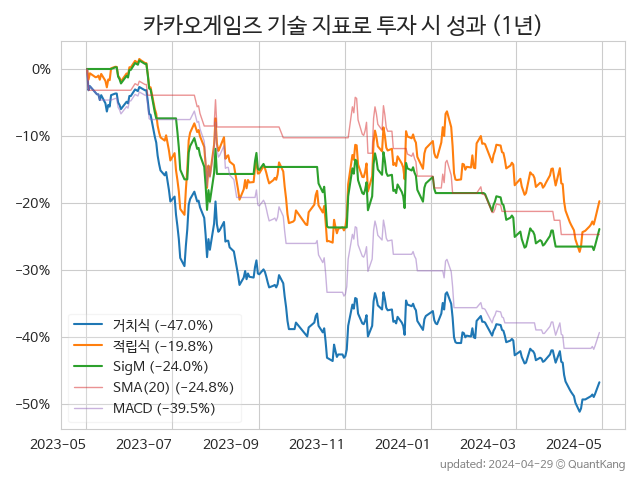 카카오게임즈 기술 지표로 투자 시 성과 (1년)
0%
−10%
−20%
−30%
−40%
−50%
거치식 (−47.0%)
적립식 (−19.8%)
SigM (−24.0%)
SMA(20) (−24.8%)
MACD (−39.5%)
2023−05
2023−07
2023−09
2023−11
2024−01
2024−03
2024−05
updated: 2024−04−29 © QuantKang